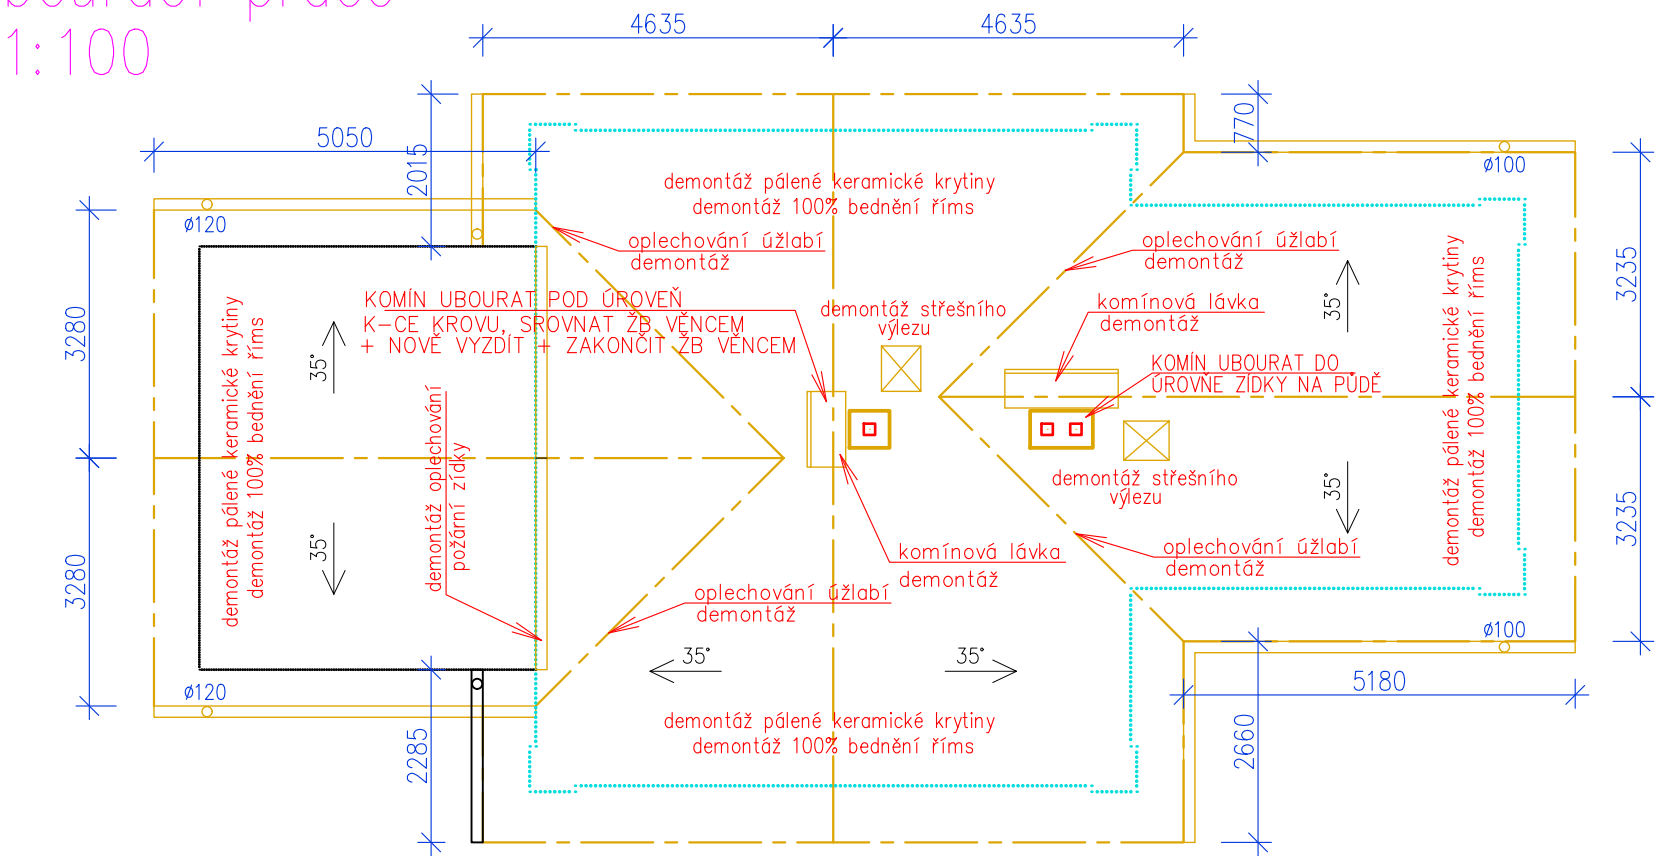 bourací práce
1:100
4635
4635
5050
2015
770
ø100
ø120
demontáž pálené keramické krytiny
demontáž 100% bednění říms
oplechování úžlabí
demontáž
oplechování úžlabí
demontáž
KOMÍN UBOURAT POD ÚROVEŇ
K-CE KROVU, SROVNAT ŽB VĚNCEM
+ NOVĚ VYZDÍT + ZAKONČIT ŽB VĚNCEM
demontáž střešního
výlezu
komínová lávka
demontáž
KOMÍN UBOURAT DO
ÚROVNE ZÍDKY NA PŮDĚ
3280
3280
demontáž pálené keramické krytiny
demontáž 100% bednění říms
35°
35°
demontáž oplechování
požární zídky
35°
35°
demontáž pálené keramické krytiny
demontáž 100% bednění říms
3235
3235
demontáž střešního
výlezu
komínová lávka
demontáž
oplechování úžlabí
demontáž
oplechování úžlabí
demontáž
35°
35°
ø120
ø100
5180
2285
2660
demontáž pálené keramické krytiny
demontáž 100% bednění říms